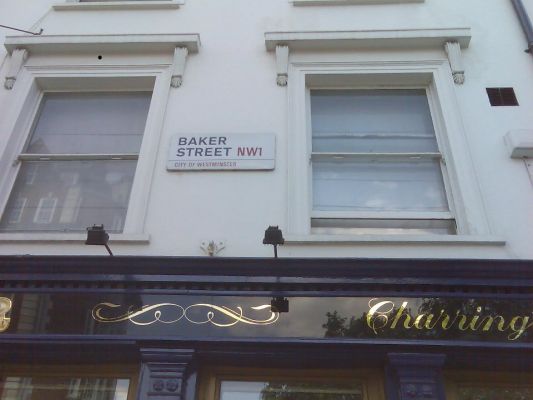 BAKER
STREET NW1
CITY OF WESTMINSTER
Charring